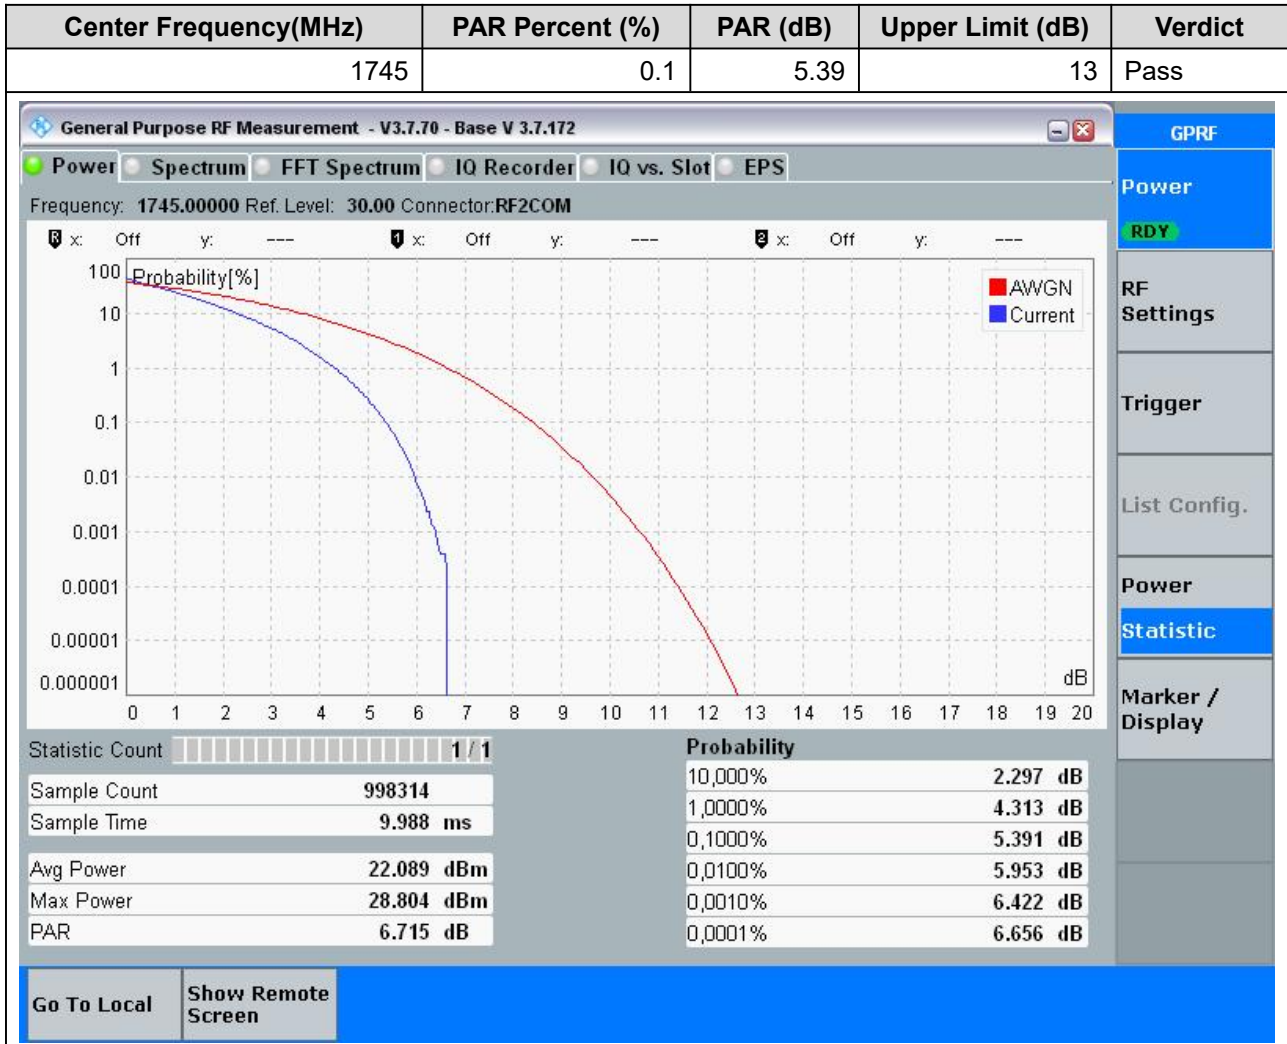 Center Frequency(MHz) PAR Percent (%) PAR (dB) Upper Limit (dB) Verdict
1745 0.1 5.39 13 Pass
General Purpose RF Measurement - V3.7.70 - Base V 3.7.172
GPRF
Power Spectrum FFT Spectrum IQ Recorder IQ vs. Slot EPS
Frequency: 1745.00000 Ref. Level: 30.00 Connector:RF2COM
R x: Off y: --- 1 x: Off y: --- 2 x: Off y: ---
Power
RDY
RF
Settings
Trigger
List Config.
Power
Statistic
Marker /
Display
Probability[%]
AWGN
Current
100
10
1
0.1
0.01
0.001
0.0001
0.00001
0.000001
dB
0 1 2 3 4 5 6 7 8 9 10 11 12 13 14 15 16 17 18 19 20
Statistic Count 1 / 1
Sample Count 998314
Sample Time 9.988 ms
Avg Power 22.089 dBm
Max Power 28.804 dBm
PAR 6.715 dB
Probability
10,000% 2.297 dB
1,0000% 4.313 dB
0,1000% 5.391 dB
0,0100% 5.953 dB
0,0010% 6.422 dB
0,0001% 6.656 dB
Go To Local
Show Remote
Screen